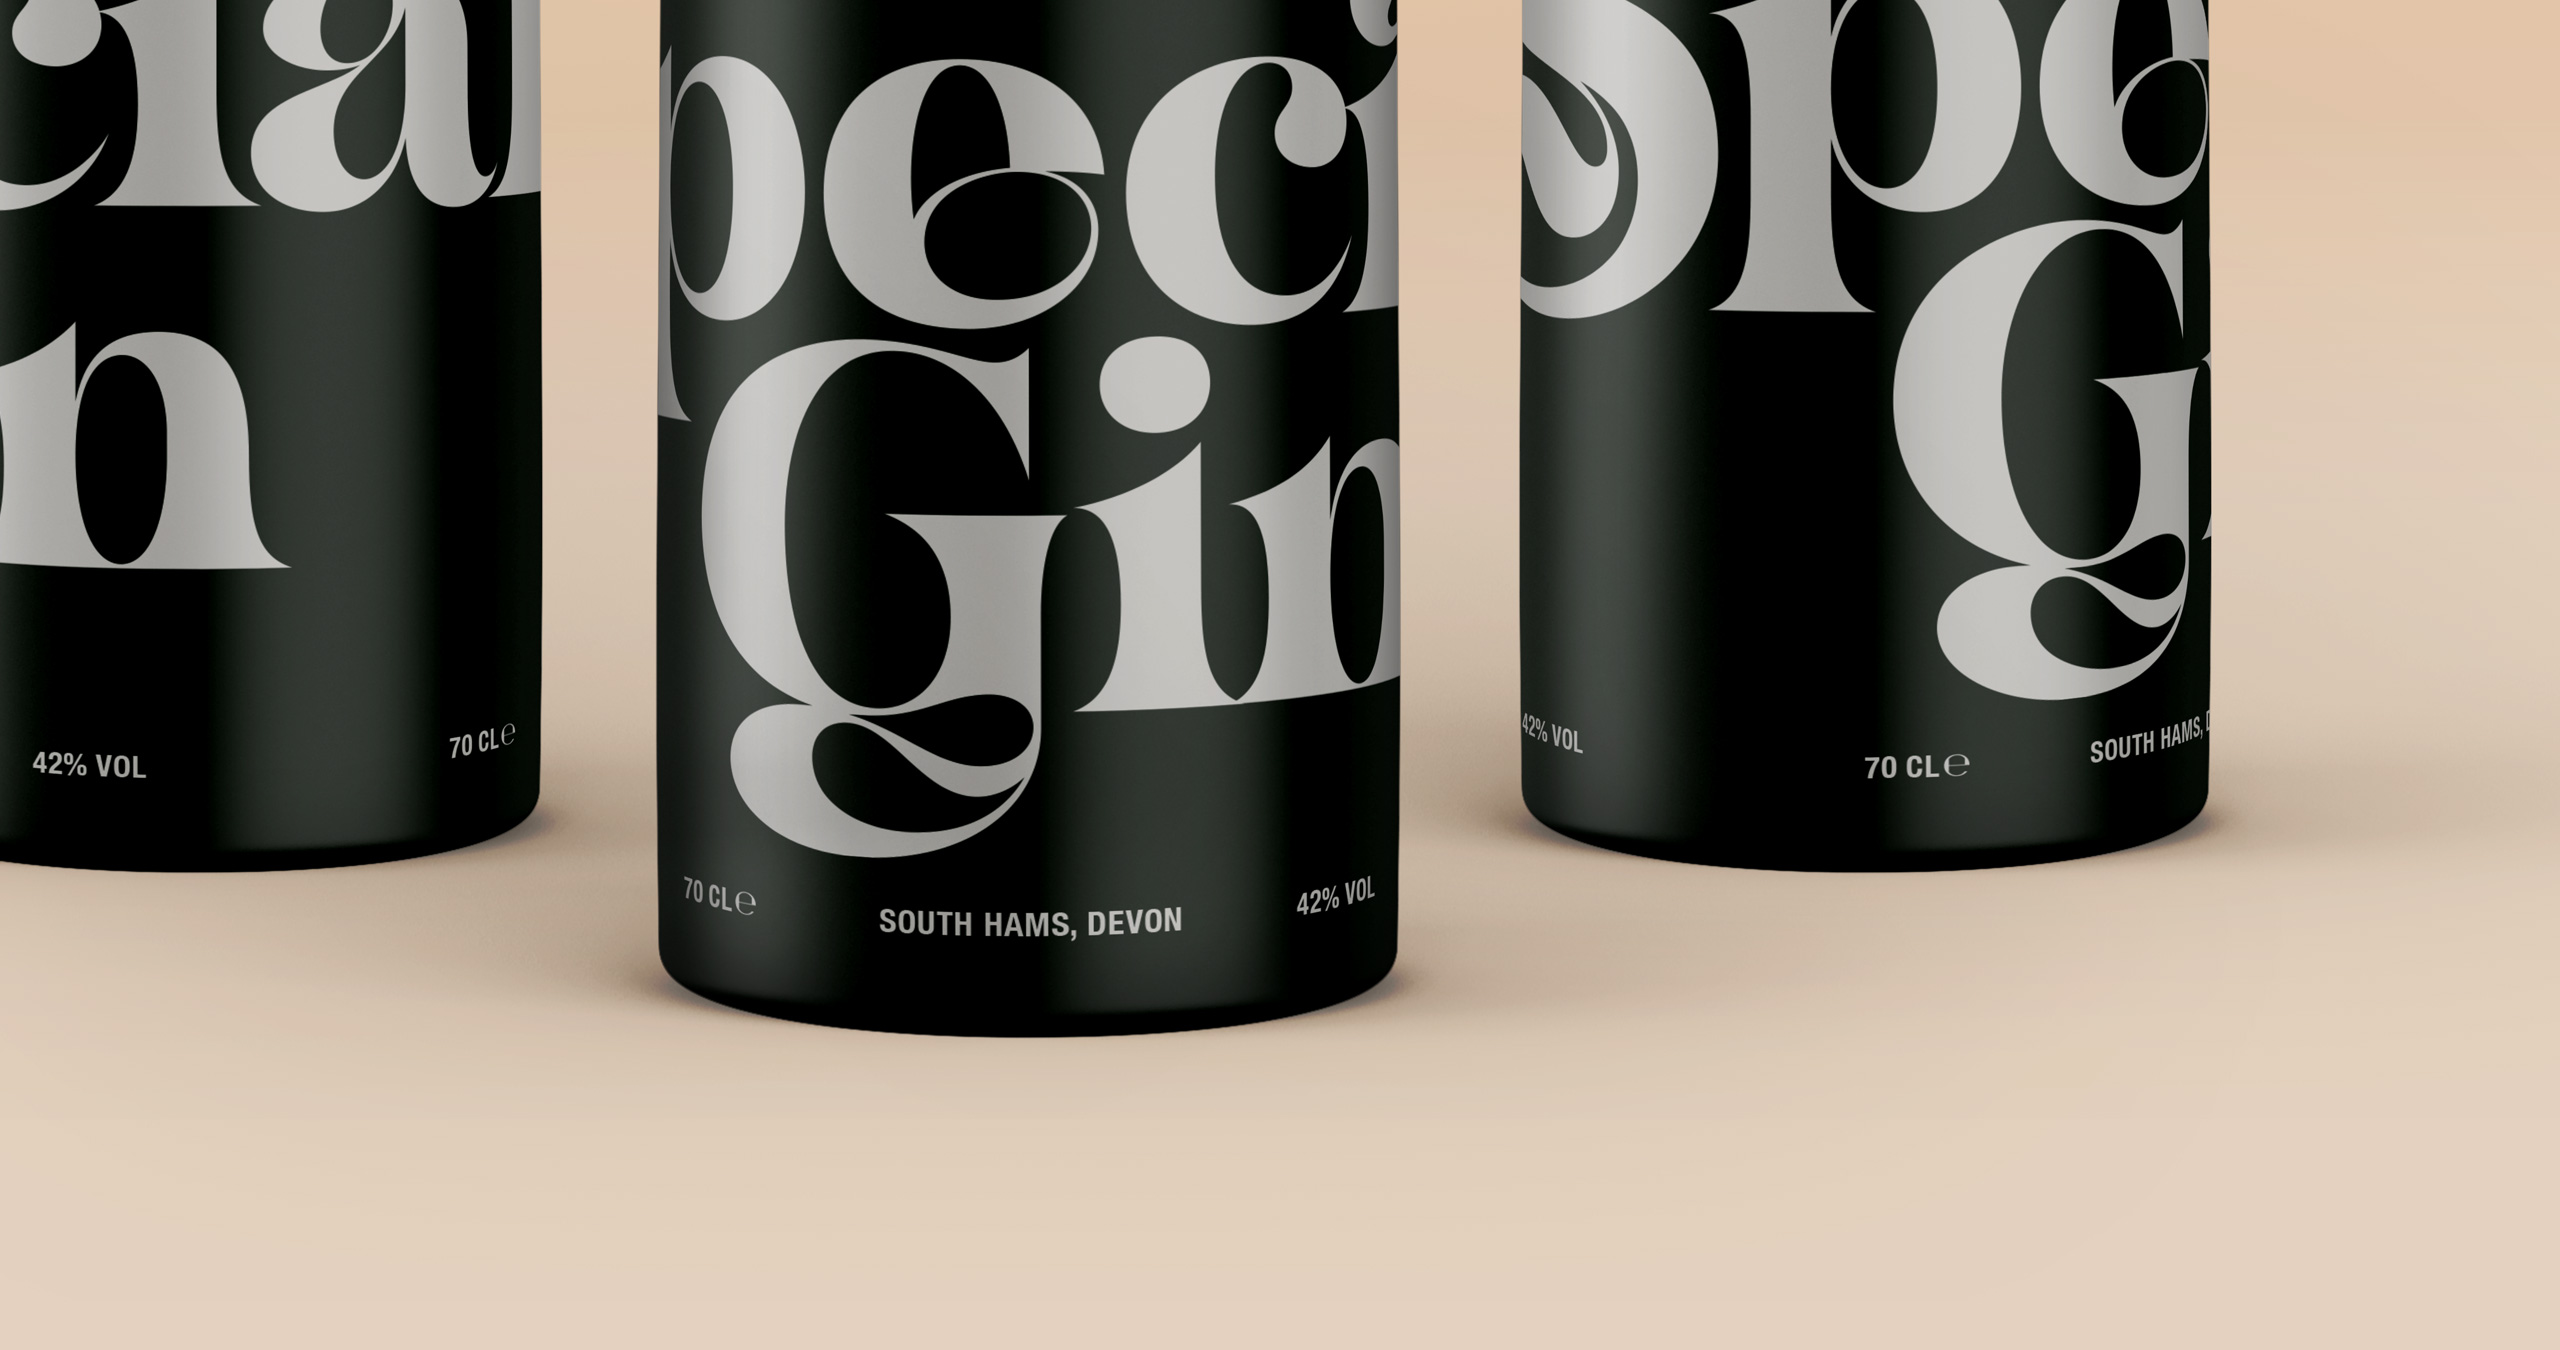 cial
n
42% VOL
70 CL ℮
peci
Gin
70 CL ℮
SOUTH HAMS, DEVON
42% VOL
Spe
G
42% VOL
70 CL ℮
SOUTH HAMS, D